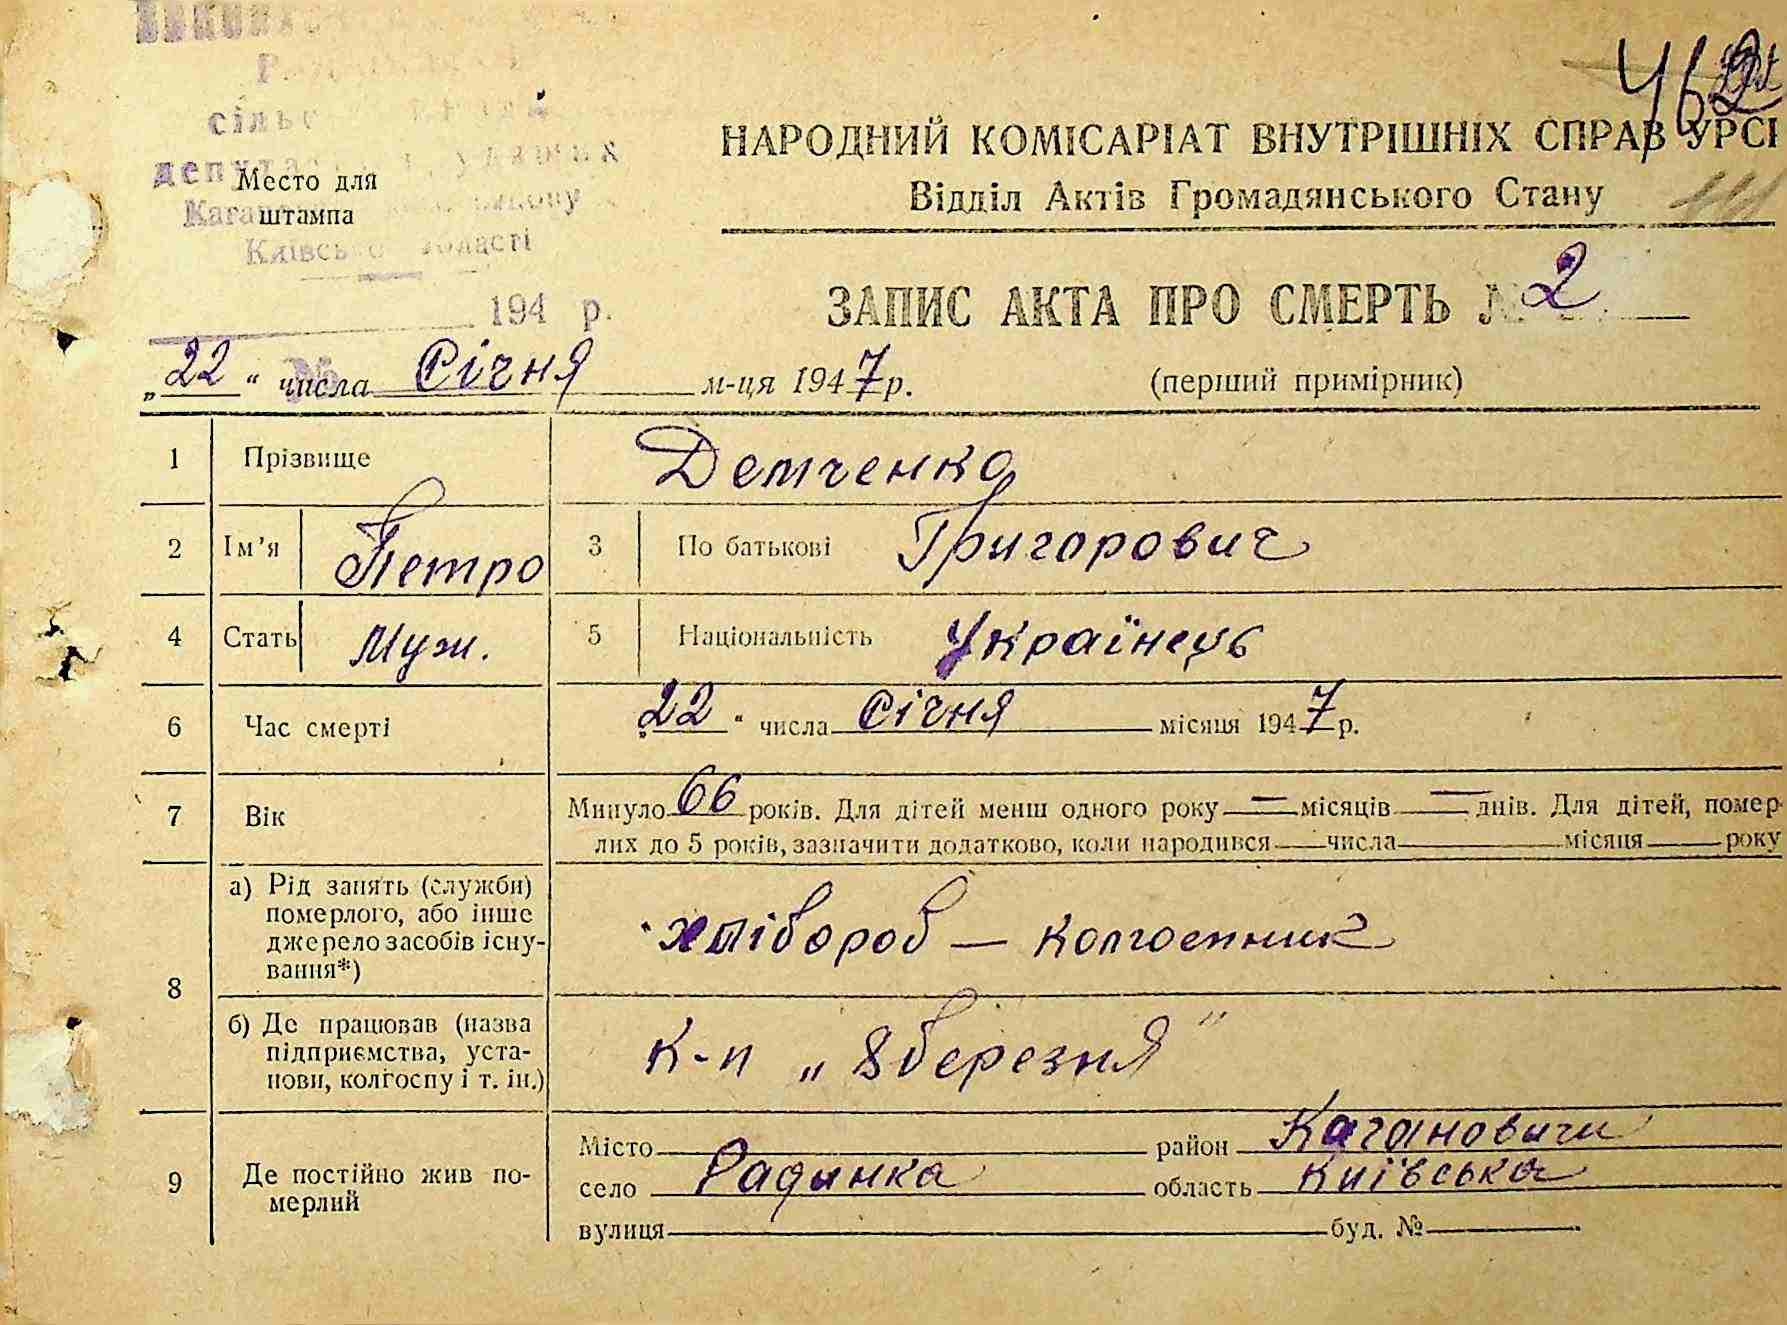 462
НАРОДНИЙ КОМІСАРІАТ ВНУТРІШНІХ СПРАВ УРСР
Відділ Актів Громадянського Стану
сільс
депутатів
Место для
штампа
Київської області
194 р.
№
ЗАПИС АКТА ПРО СМЕРТЬ № 2
„22“ числа Січня м-ця 1947 р. (перший примірник)
1 Прізвище Демченко
2 Ім'я Петро 3 По батькові Григорович
4 Стать Муж. 5 Національність Українець
6 Час смерті „22“ числа Січня місяця 1947 р.
7 Вік Минуло 66 років. Для дітей менш одного року — місяців — днів. Для дітей, помер-
лих до 5 років, зазначити додатково, коли народився числа місяця року
8 а) Рід занять (служби)
померлого, або інше
джерело засобів існу-
вання*) хлібороб — колгоспник
б) Де працював (назва
підприємства, уста-
нови, колгоспу і т. ін.) к-п „8 березня"
9 Де постійно жив по-
мерлий
Місто район Кагановичи
село Радинка область Київська
вулиця буд. №